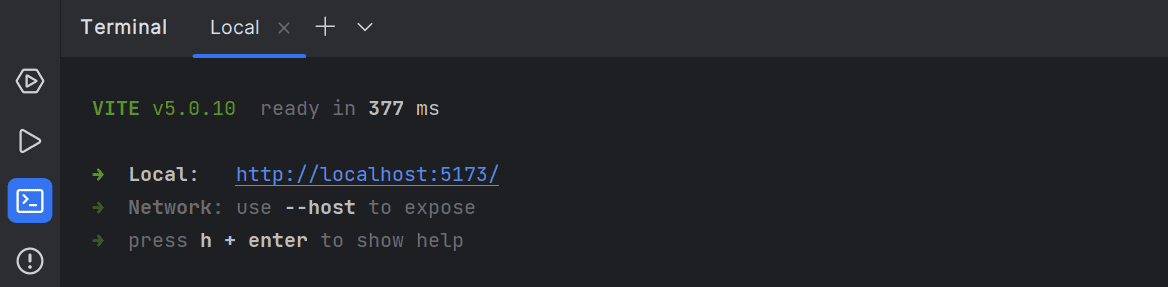 Terminal Local
VITE v5.0.10 ready in 377 ms
➜ Local: http://localhost:5173/
➜ Network: use --host to expose
➜ press h + enter to show help